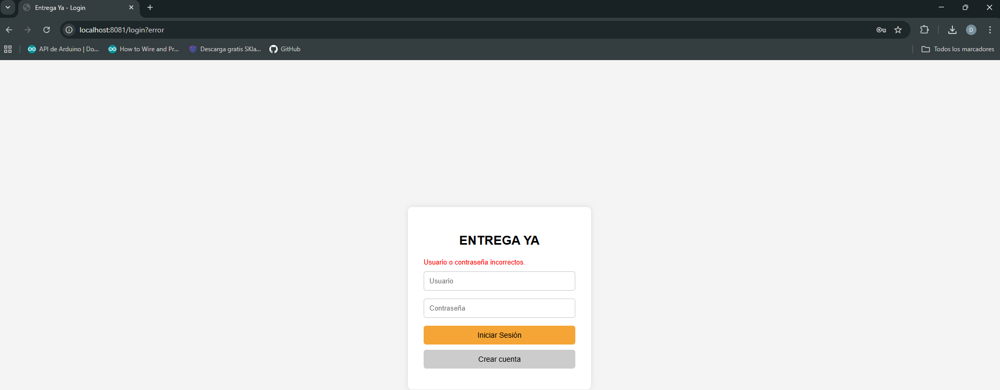 Entrega Ya - Login
localhost:8081/login?error
D
API de Arduino | Do...
How to Wire and Pr...
Descarga gratis SKla...
GitHub
Todos los marcadores
ENTREGA YA
Usuario o contraseña incorrectos.
Usuario
Contraseña
Iniciar Sesión
Crear cuenta